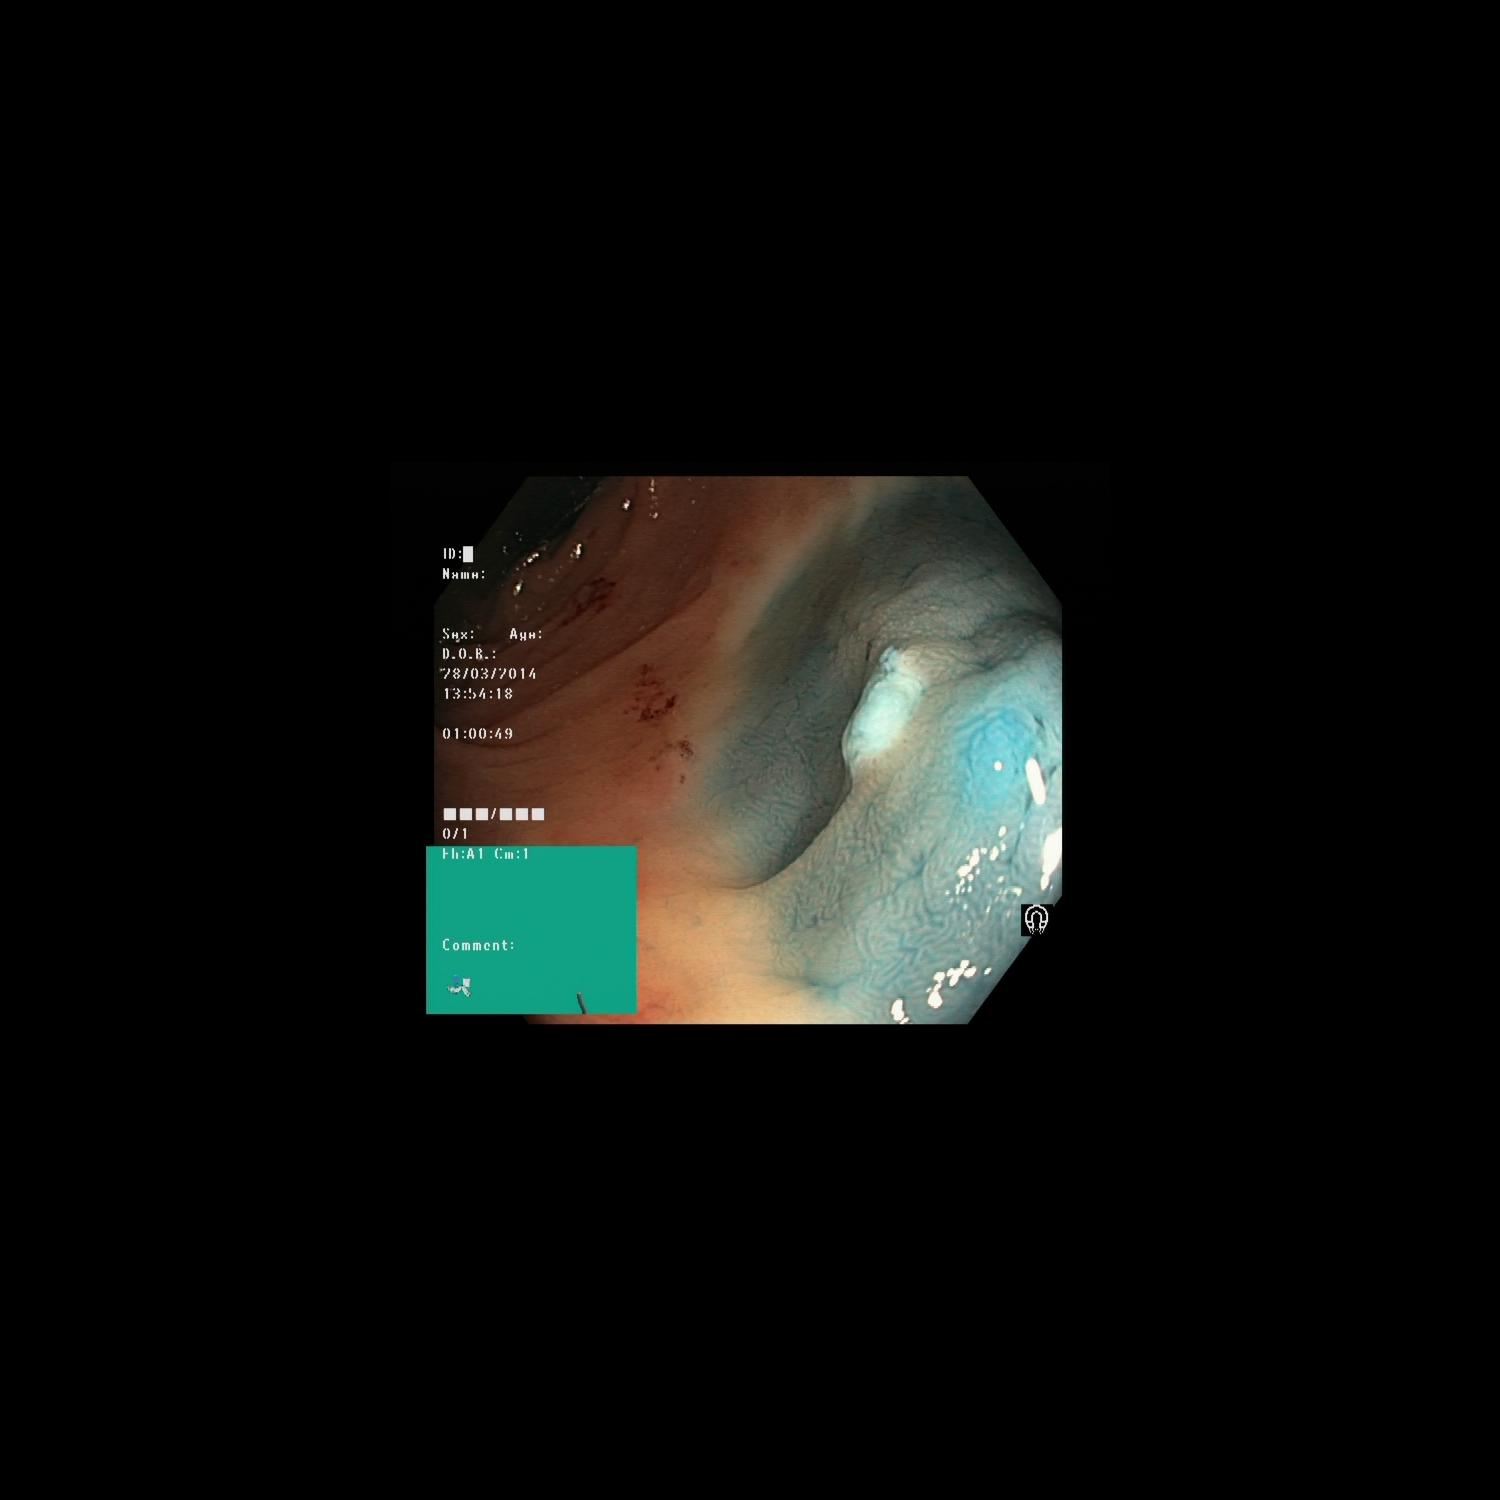 ID:
Name:
Sex: Age:
D.O.B.:
28/03/2014
13:54:18
01:00:49
/
0/1
Eh:A1 Cm:1
Comment: